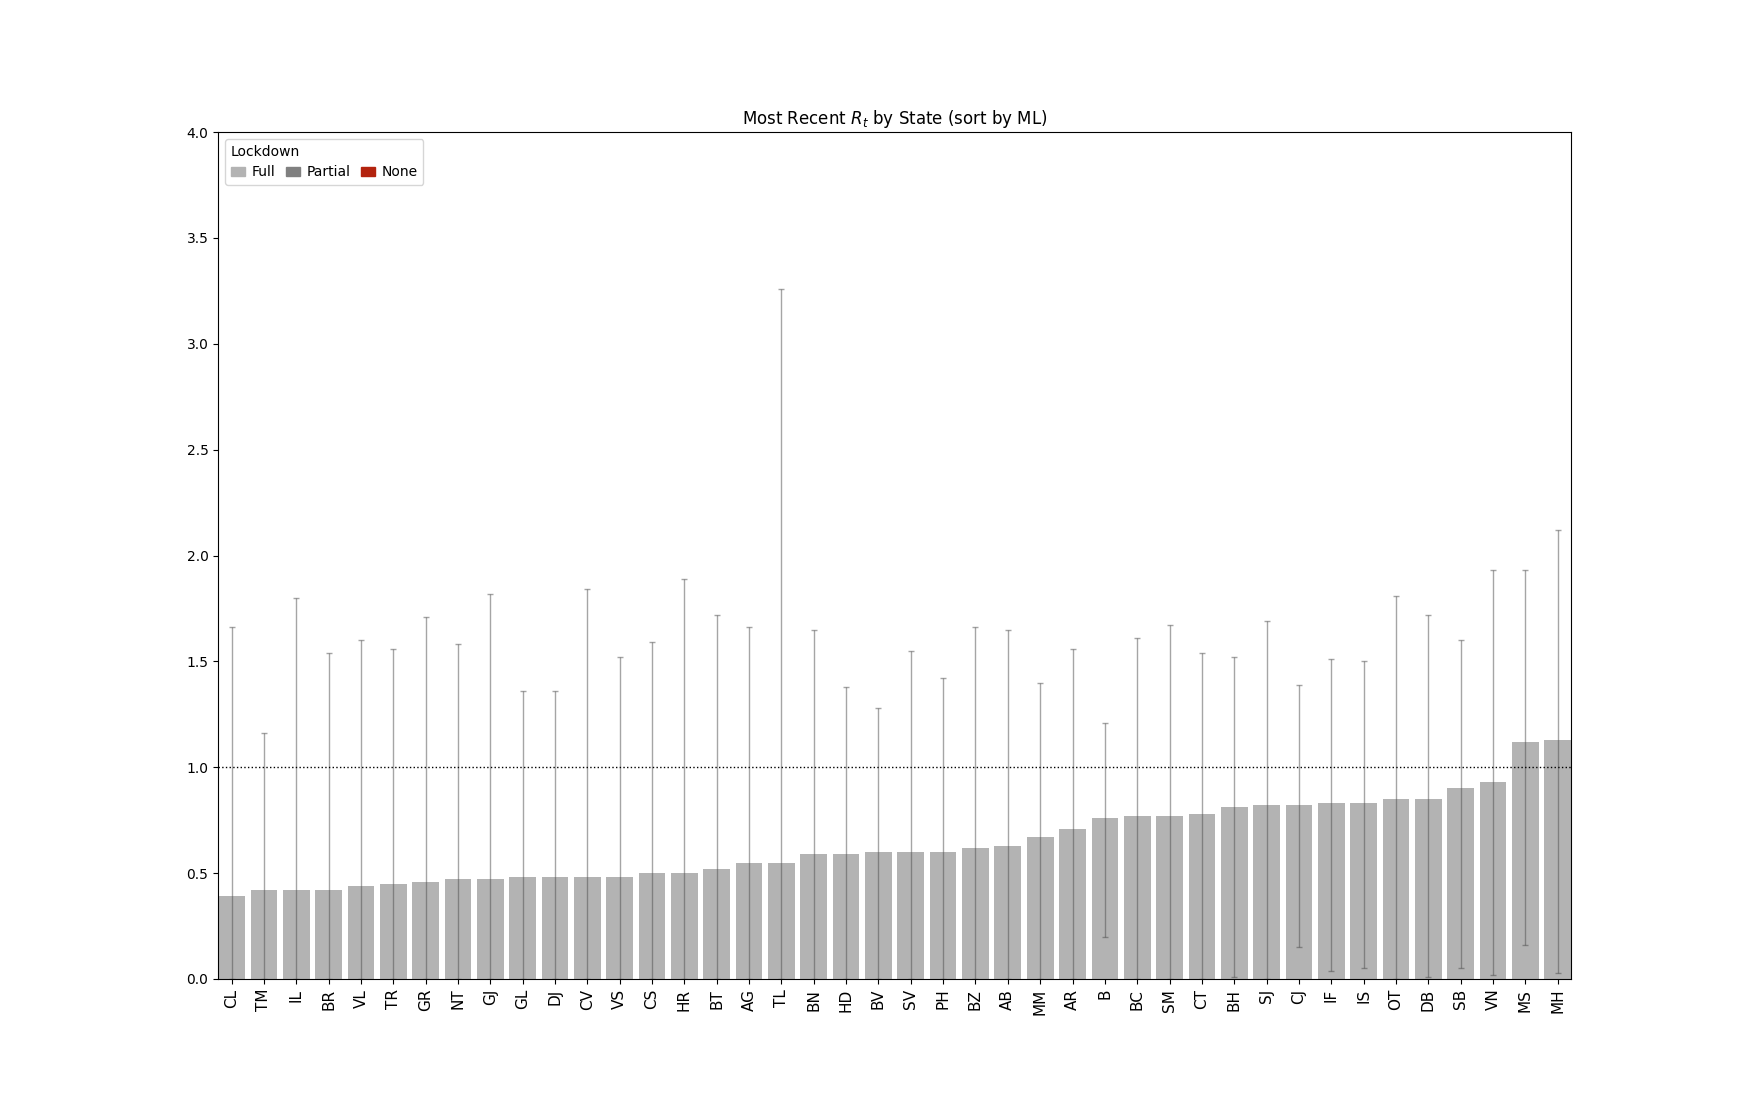 Most Recent Rt by State (sort by ML)
Lockdown
Full Partial None
4.0
3.5
3.0
2.5
2.0
1.5
1.0
0.5
0.0
CL TM IL BR VL TR GR NT GJ GL DJ CV VS CS HR BT AG TL BN HD BV SV PH BZ AB MM AR B BC SM CT BH SJ CJ IF IS OT DB SB VN MS MH